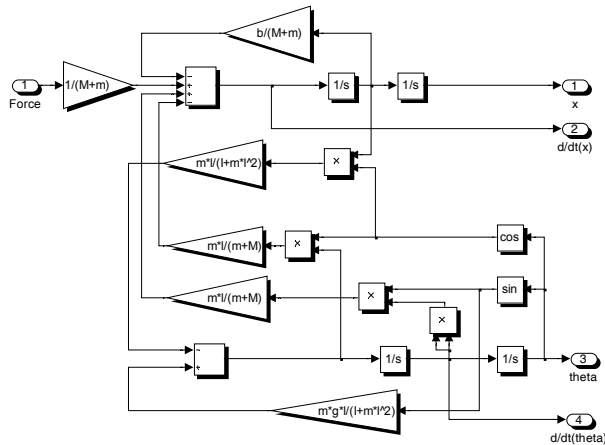 b/(M+m)
1
Force
1/(M+m)
-
+
+
-
1/s
1/s
1
x
2
d/dt(x)
m*l/(I+m*l^2)
×
m*l/(m+M)
×
cos
m*l/(m+M)
×
sin
×
-
+
1/s
1/s
3
theta
m*g*l/(I+m*l^2)
4
d/dt(theta)